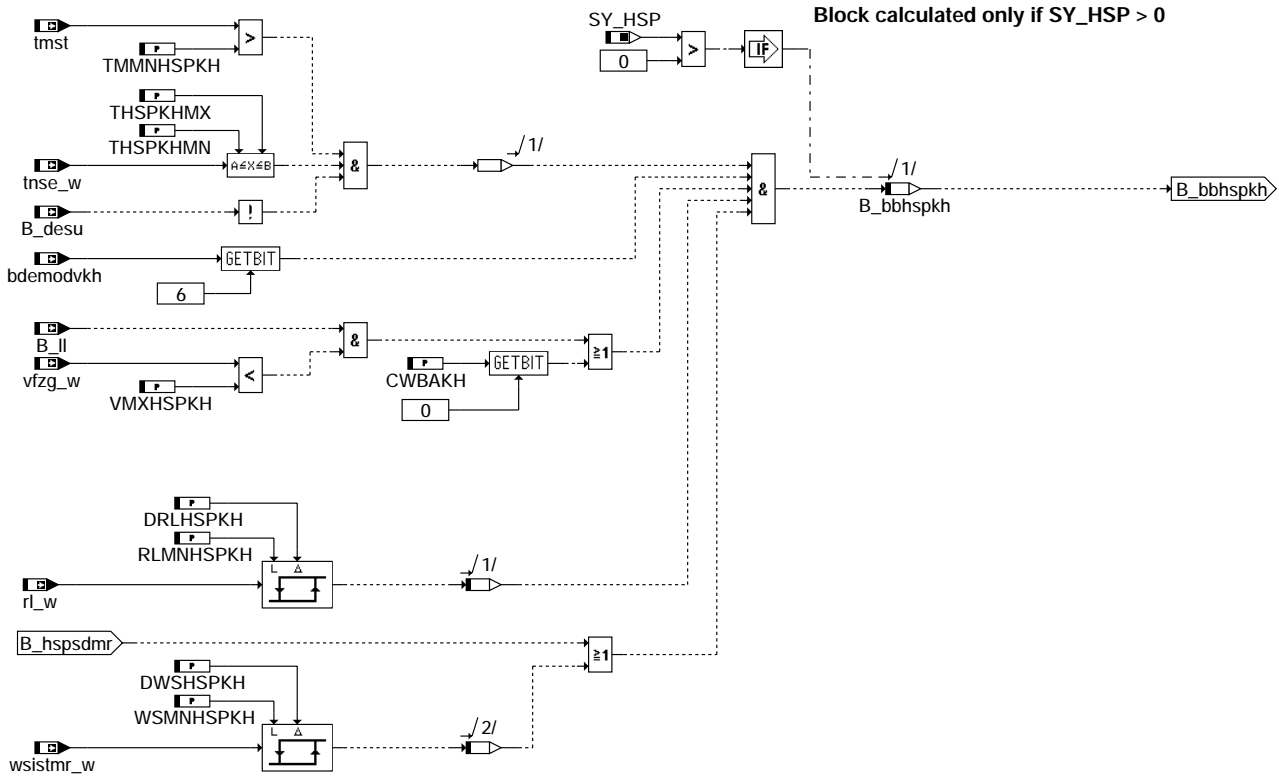 Block calculated only if SY_HSP > 0
SY_HSP
>
0
IF
tmst
P
TMMNHSPKH
>
P
THSPKHMX
P
THSPKHMN
tnse_w
A≤X≤B
&
/1/
B_desu
!
bdemodvkh
GETBIT
6
&
/1/
B_bbhspkh
B_bbhspkh
B_ll
vfzg_w
P
VMXHSPKH
<
&
P
CWBAKH
GETBIT
0
≥1
P
DRLHSPKH
P
RLMNHSPKH
L Δ
rl_w
/1/
B_hspsdmr
≥1
P
DWSHSPKH
P
WSMNHSPKH
L Δ
wsistmr_w
/2/